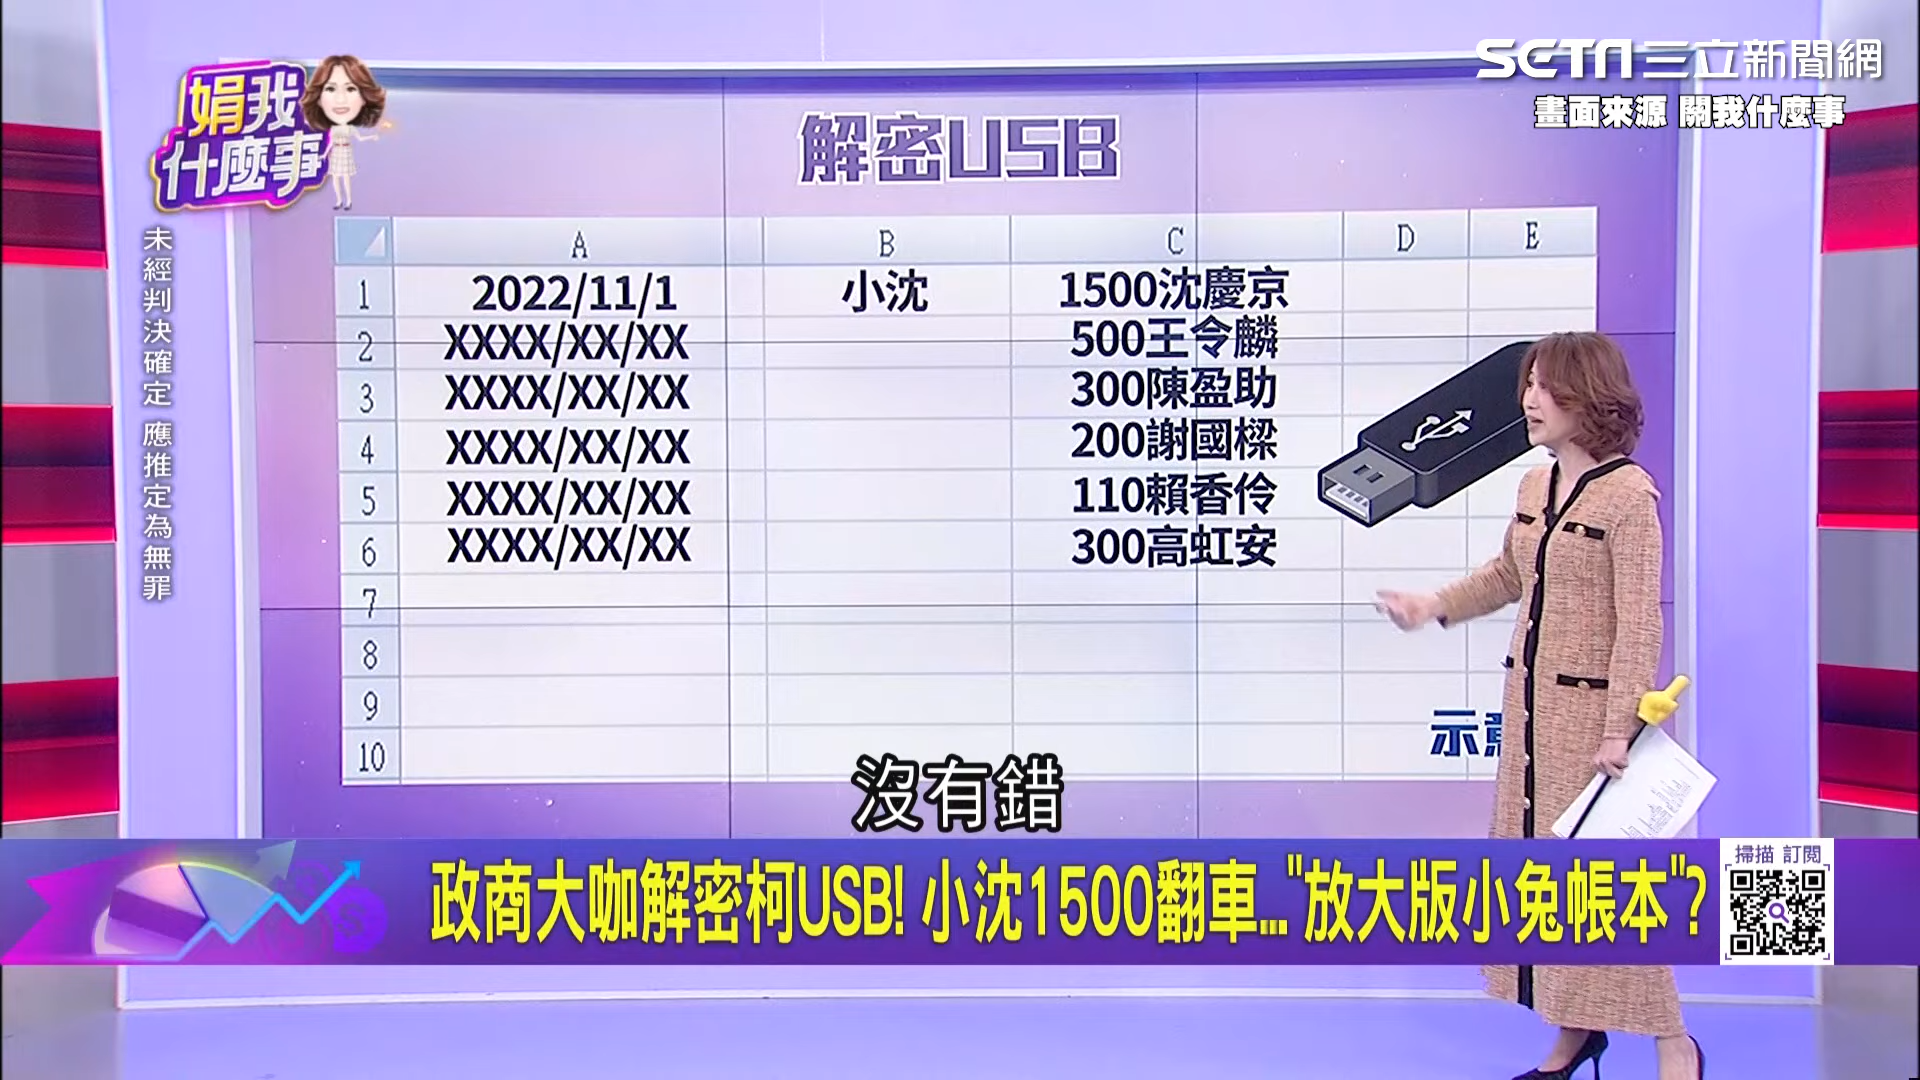 SETN三立新聞網
畫面來源 關我什麼事
娟我
什麼事
解密USB
未經判決確定 應推定為無罪
A B C D E
1 2022/11/1 小沈 1500沈慶京
2 XXXX/XX/XX 500王令麟
3 XXXX/XX/XX 300陳盈助
4 XXXX/XX/XX 200謝國樑
5 XXXX/XX/XX 110賴香伶
6 XXXX/XX/XX 300高虹安
7
8
9
10
示意
沒有錯
掃描 訂閱
政商大咖解密柯USB! 小沈1500翻車..."放大版小兔帳本"?